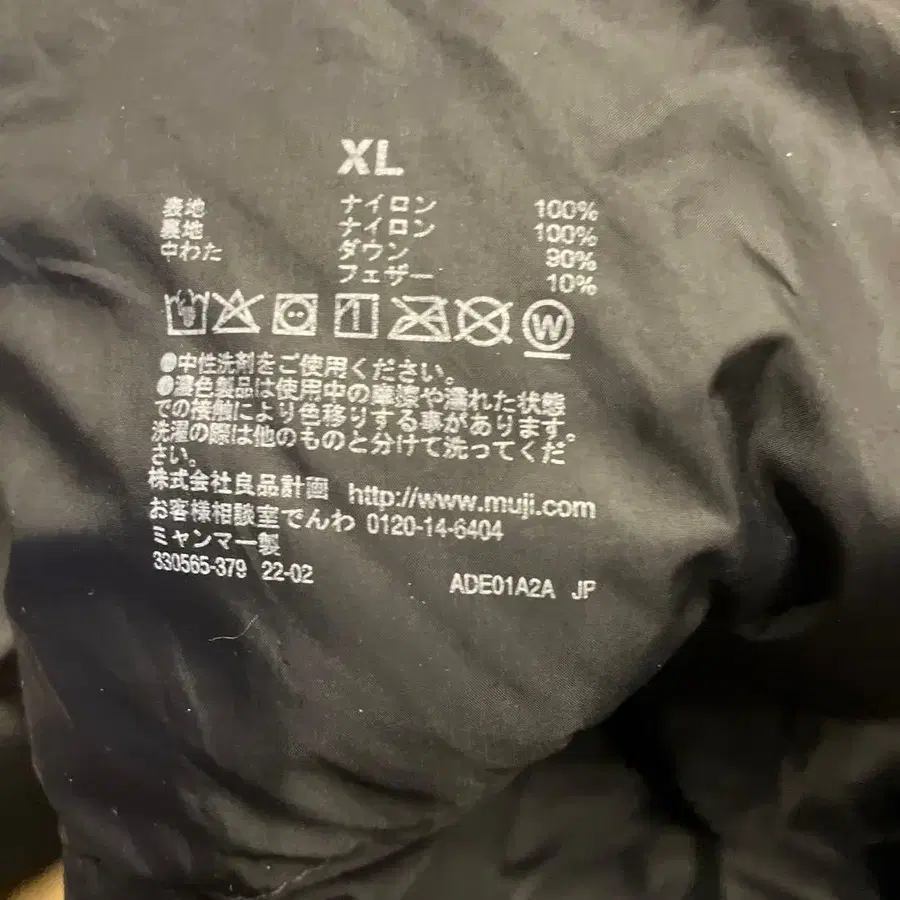 XL
表地 ナイロン 100%
裏地 ナイロン 100%
中わた ダウン 90%
フェザー 10%
W
●中性洗剤をご使用ください。
●濃色製品は使用中の摩擦や濡れた状態
での接触により色移りする事があります。
洗濯の際は他のものと分けて洗ってくだ
さい。
株式会社良品計画 http://www.muji.com
お客様相談室でんわ 0120-14-6404
ミャンマー製
330565-379 22-02 ADE01A2A JP